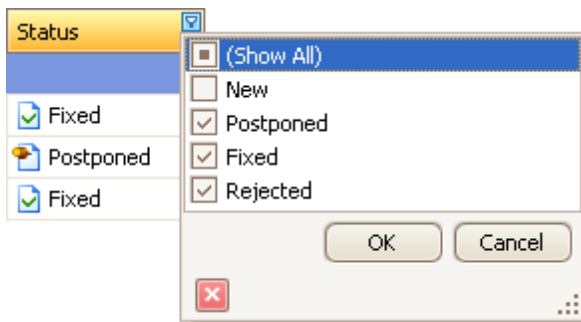 Status
(Show All)
New
Postponed
Fixed
Rejected
Fixed
Postponed
Fixed
OK Cancel